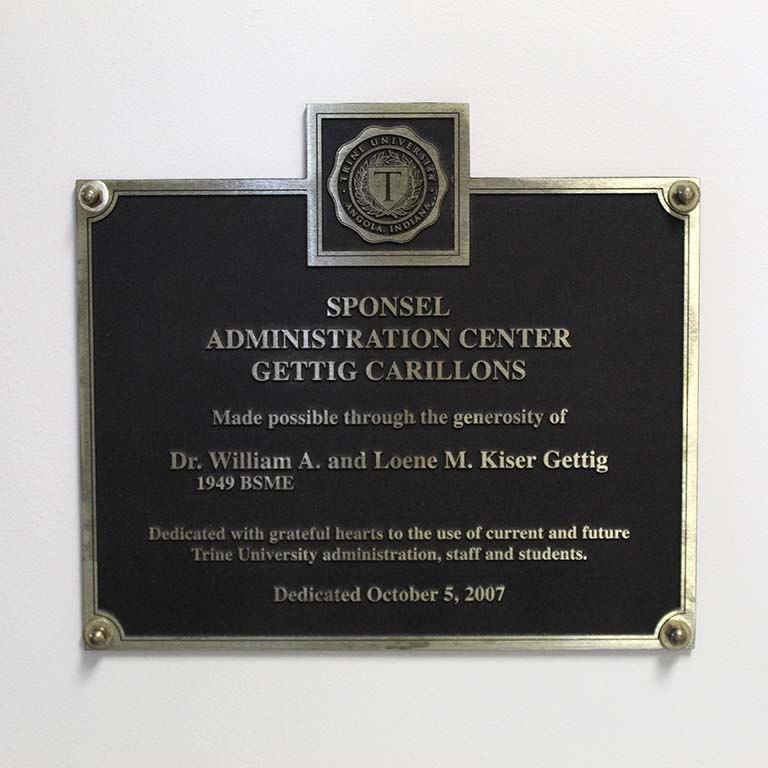 TRINE UNIVERSITY
T
ANGOLA, INDIANA
SPONSEL
ADMINISTRATION CENTER
GETTIG CARILLONS
Made possible through the generosity of
Dr. William A. and Loene M. Kiser Gettig
1949 BSME
Dedicated with grateful hearts to the use of current and future
Trine University administration, staff and students.
Dedicated October 5, 2007